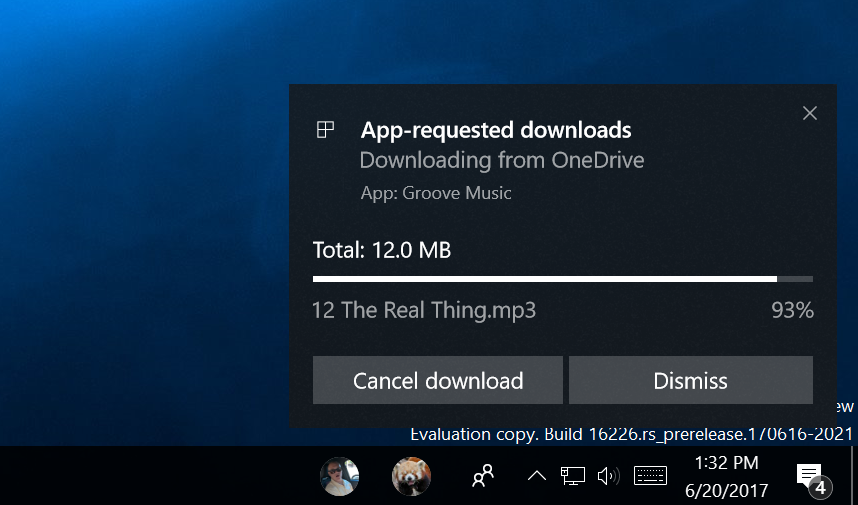 App-requested downloads
Downloading from OneDrive
App: Groove Music
Total: 12.0 MB
12 The Real Thing.mp3 93%
Cancel download Dismiss
ew
Evaluation copy. Build 16226.rs_prerelease.170616-2021
1:32 PM
6/20/2017
4